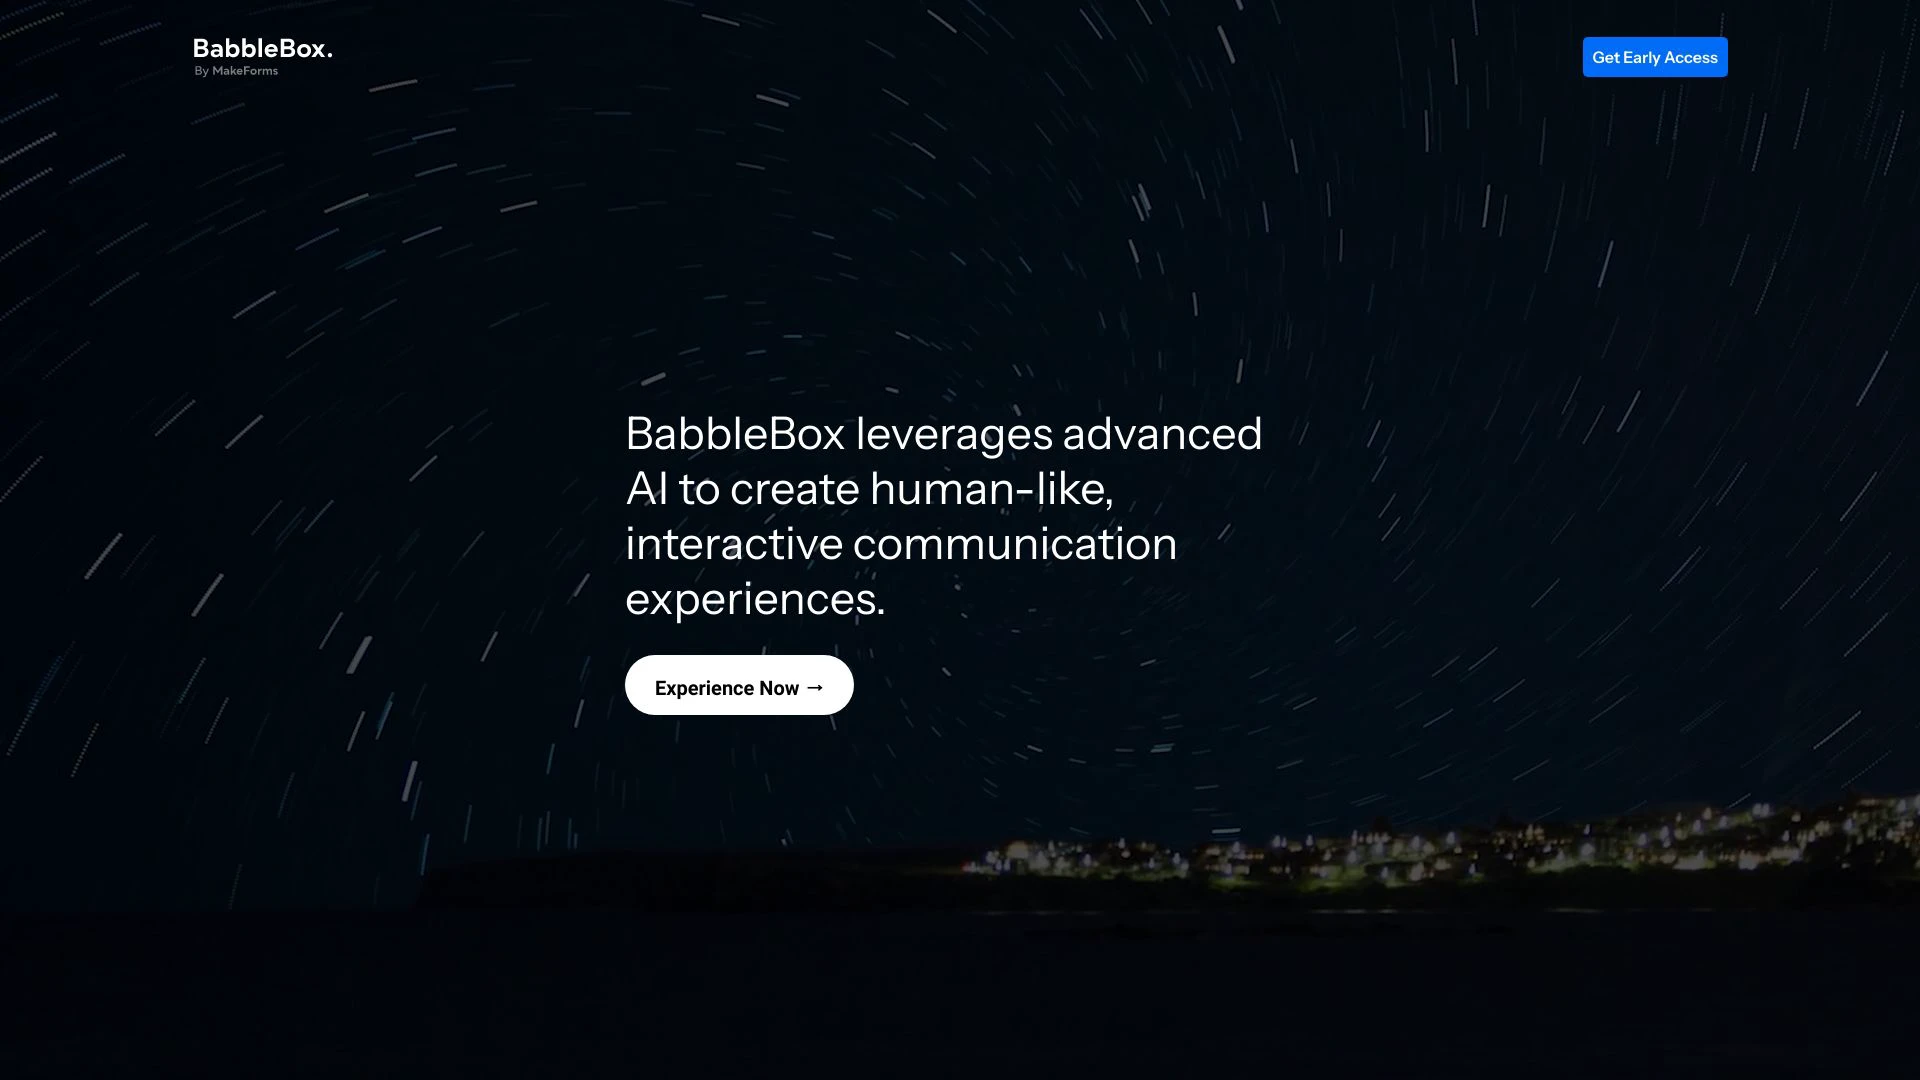 BabbleBox.
By MakeForms
Get Early Access
BabbleBox leverages advanced
AI to create human-like,
interactive communication
experiences.
Experience Now →